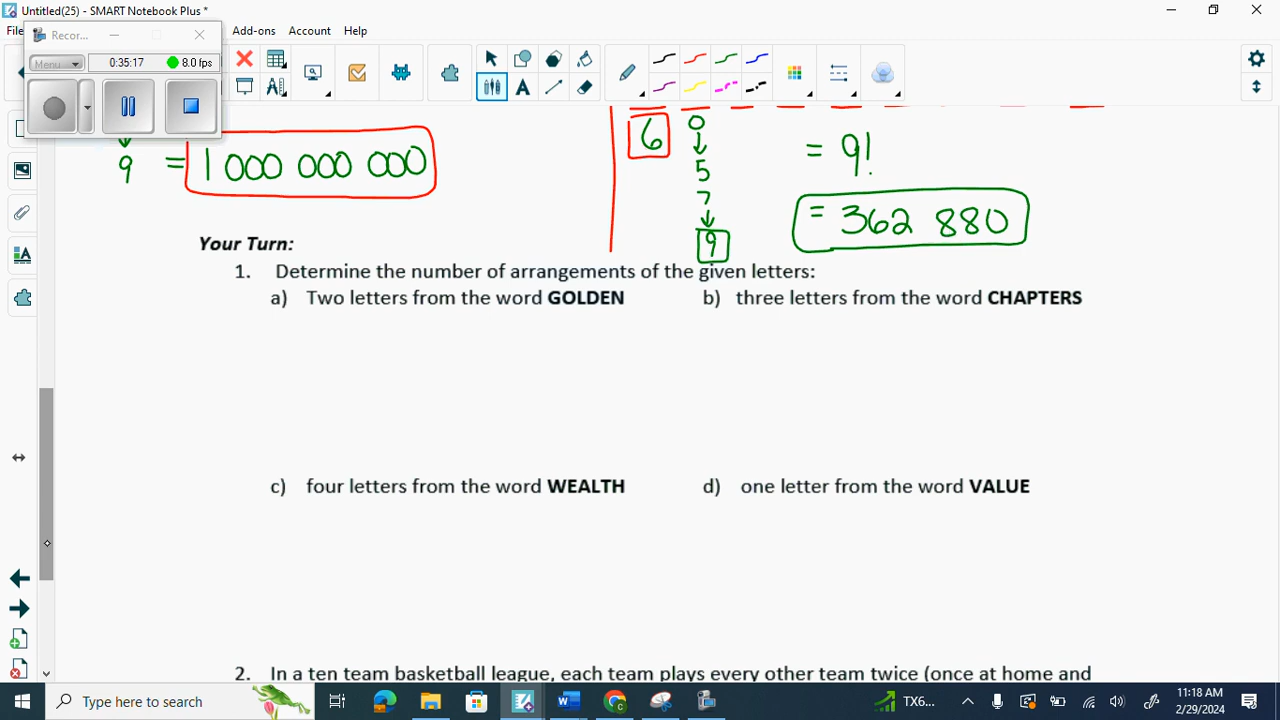 Untitled(25) - SMART Notebook Plus *
Recor...
File
Add-ons Account Help
Menu
0:35:17
8.0 fps
9 = 1 000 000 000
6 0
5
7
9
= 9!
= 362 880
Your Turn:
1. Determine the number of arrangements of the given letters:
a) Two letters from the word GOLDEN
b) three letters from the word CHAPTERS
c) four letters from the word WEALTH
d) one letter from the word VALUE
2. In a ten team basketball league, each team plays every other team twice (once at home and
Type here to search
TX6...
11:18 AM
2/29/2024